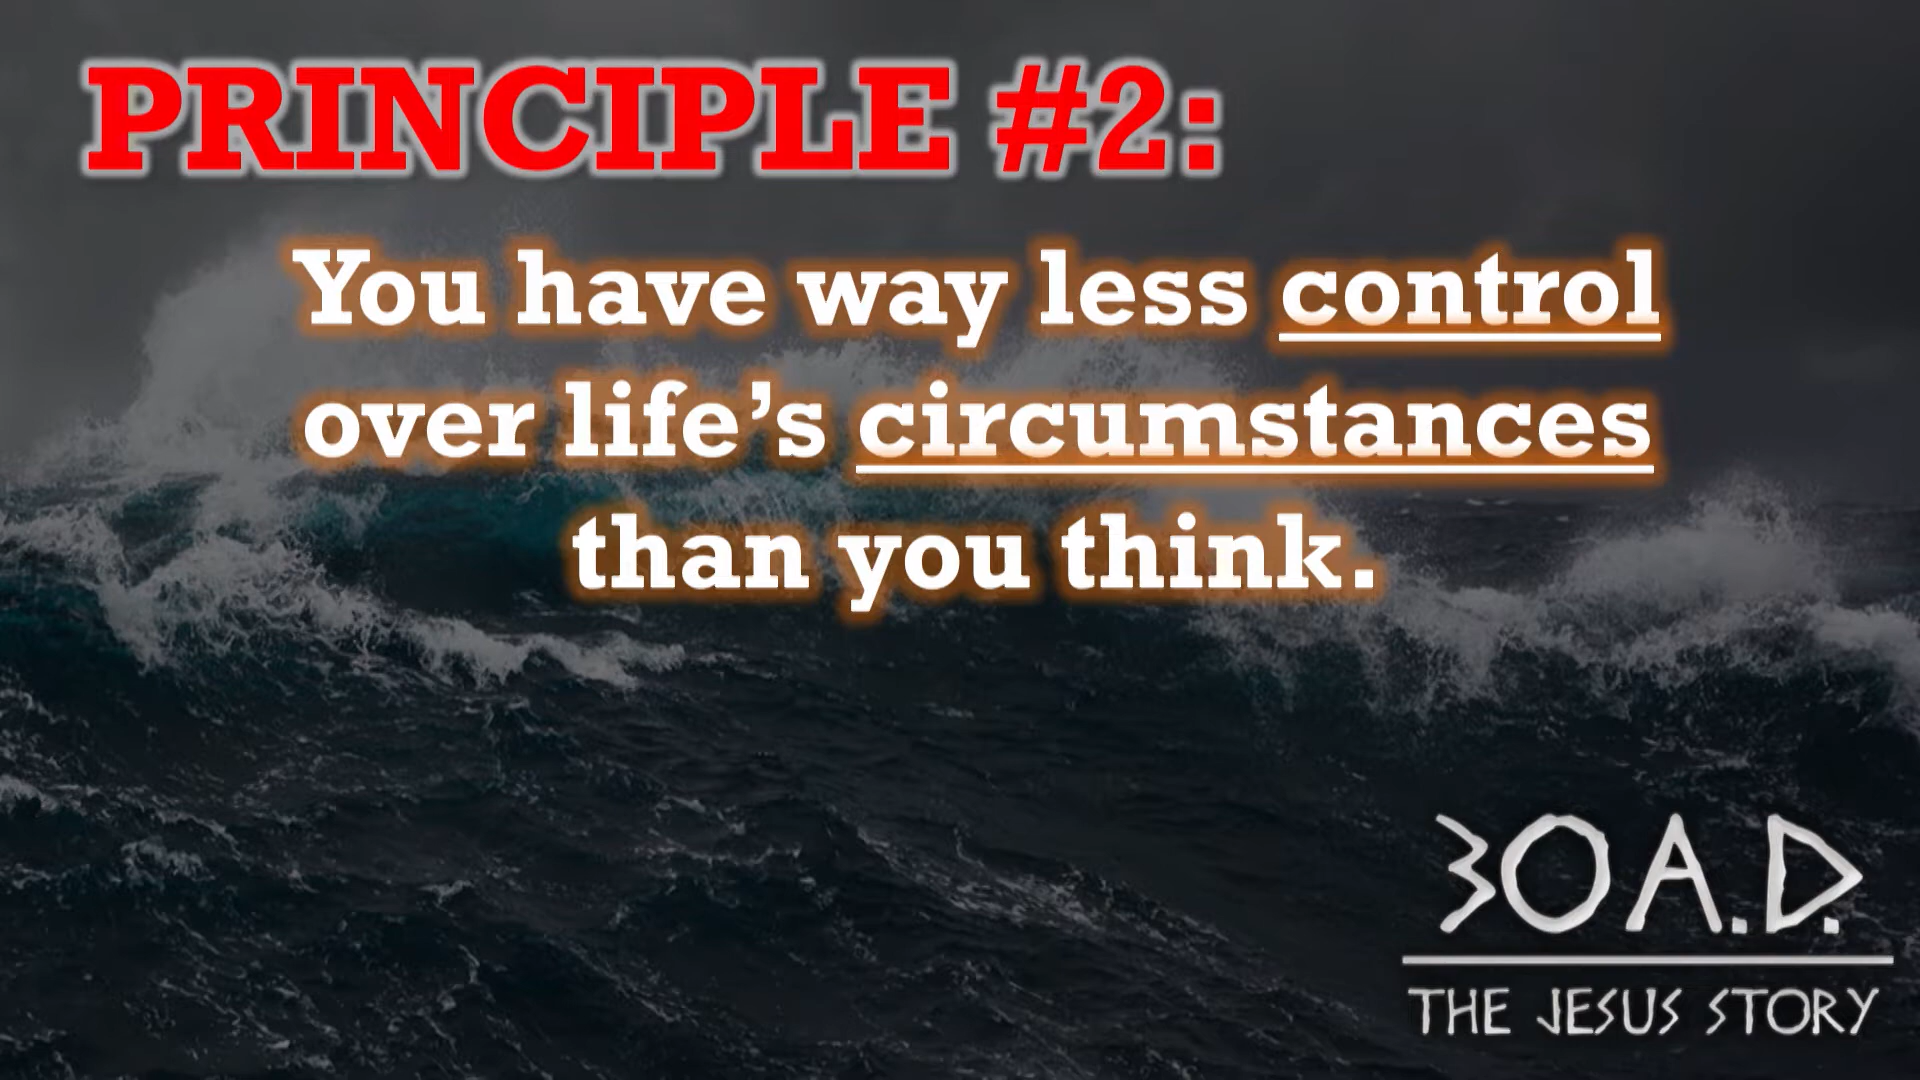 PRINCIPLE #2:
You have way less control
over life’s circumstances
than you think.
30 A.D.
THE JESUS STORY